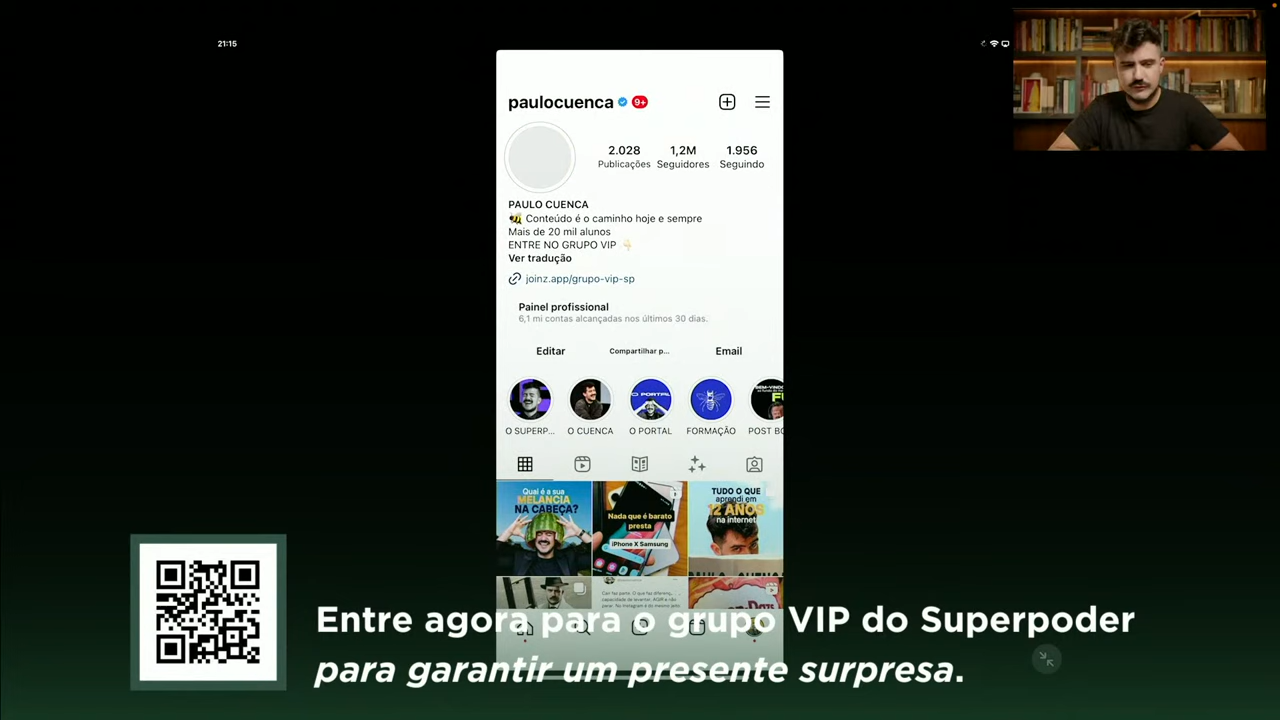 21:15
paulocuenca
9+
2.028
1,2M
1.956
Publicações
Seguidores
Seguindo
PAULO CUENCA
Conteúdo é o caminho hoje e sempre
Mais de 20 mil alunos
ENTRE NO GRUPO VIP
Ver tradução
joinz.app/grupo-vip-sp
Painel profissional
6,1 mi contas alcançadas nos últimos 30 dias.
Editar
Compartilhar p...
Email
O PORTAL
O SUPERP...
O CUENCA
O PORTAL
FORMAÇÃO
POST BO
Qual é a sua
MELANCIA
NA CABEÇA?
Nada que é barato
presta
iPhone X Samsung
TUDO O QUE
aprendi em
12 ANOS
na internet
Entre agora para o grupo VIP do Superpoder
para garantir um presente surpresa.